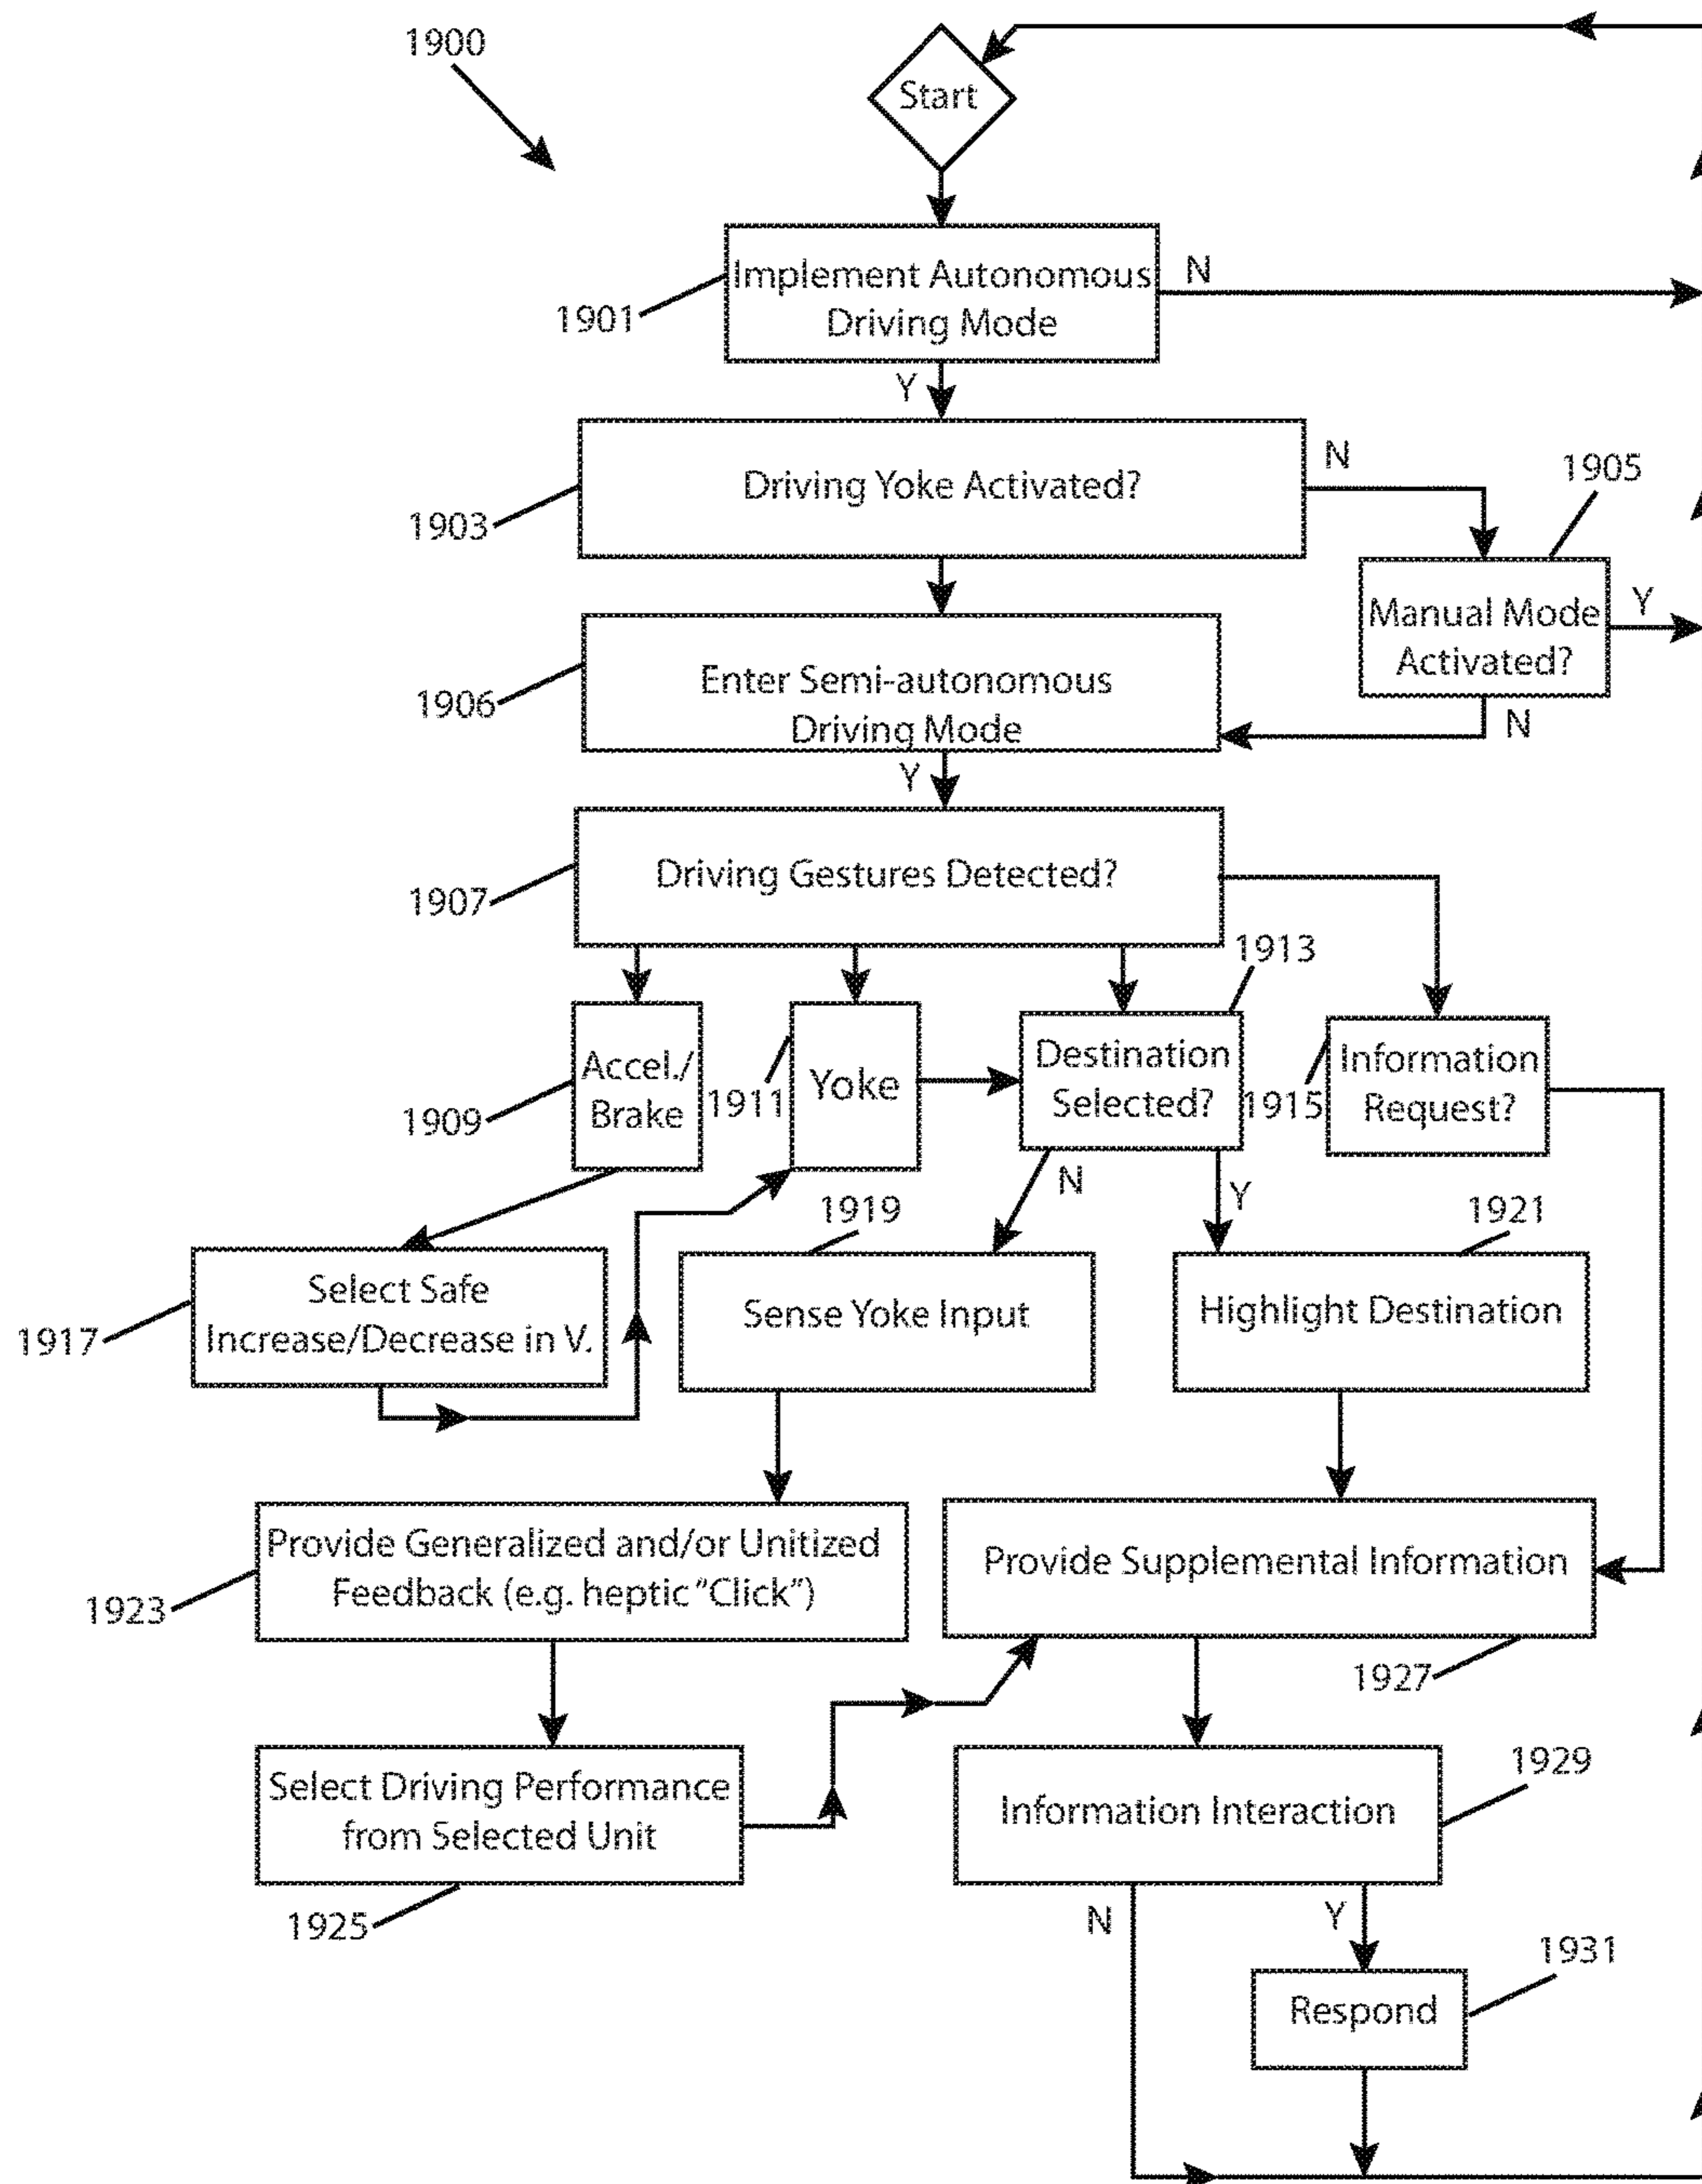 1900
Start
Implement Autonomous
Driving Mode
N
1901
Y
Driving Yoke Activated?
N
1905
1903
Manual Mode
Activated?
Y
Enter Semi-autonomous
Driving Mode
1906
N
Y
Driving Gestures Detected?
1907
1913
Accel./
Brake
1909
Yoke
1911
Destination
Selected?
1915
Information
Request?
N
Y
1919
1921
Select Safe
Increase/Decrease in V.
1917
Sense Yoke Input
Highlight Destination
Provide Generalized and/or Unitized
Feedback (e.g. heptic "Click")
1923
Provide Supplemental Information
1927
Select Driving Performance
from Selected Unit
1925
Information Interaction
1929
N
Y
1931
Respond